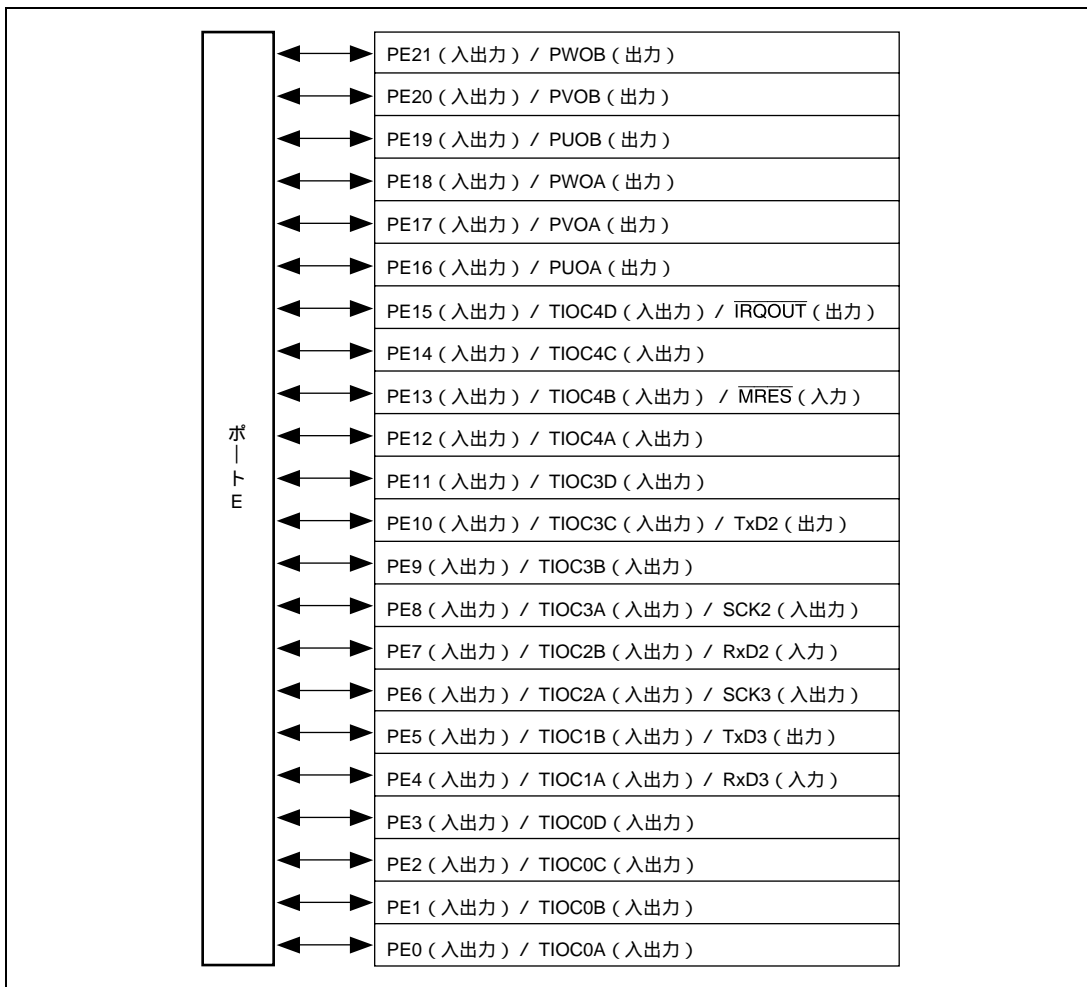 PE21（入出力）/ PWOB（出力）
PE20（入出力）/ PVOB（出力）
PE19（入出力）/ PUOB（出力）
PE18（入出力）/ PWOA（出力）
PE17（入出力）/ PVOA（出力）
PE16（入出力）/ PUOA（出力）
PE15（入出力）/ TIOC4D（入出力）/ IRQOUT（出力）
PE14（入出力）/ TIOC4C（入出力）
PE13（入出力）/ TIOC4B（入出力） / MRES（入力）
PE12（入出力）/ TIOC4A（入出力）
PE11（入出力）/ TIOC3D（入出力）
PE10（入出力）/ TIOC3C（入出力）/ TxD2（出力）
PE9（入出力）/ TIOC3B（入出力）
PE8（入出力）/ TIOC3A（入出力）/ SCK2（入出力）
PE7（入出力）/ TIOC2B（入出力）/ RxD2（入力）
PE6（入出力）/ TIOC2A（入出力）/ SCK3（入出力）
PE5（入出力）/ TIOC1B（入出力）/ TxD3（出力）
PE4（入出力）/ TIOC1A（入出力）/ RxD3（入力）
PE3（入出力）/ TIOC0D（入出力）
PE2（入出力）/ TIOC0C（入出力）
PE1（入出力）/ TIOC0B（入出力）
PE0（入出力）/ TIOC0A（入出力）
ポートE